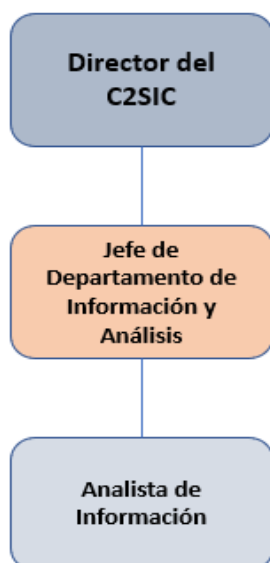 Director del
C2SIC
Jefe de
Departamento de
Información y
Análisis
Analista de
Información